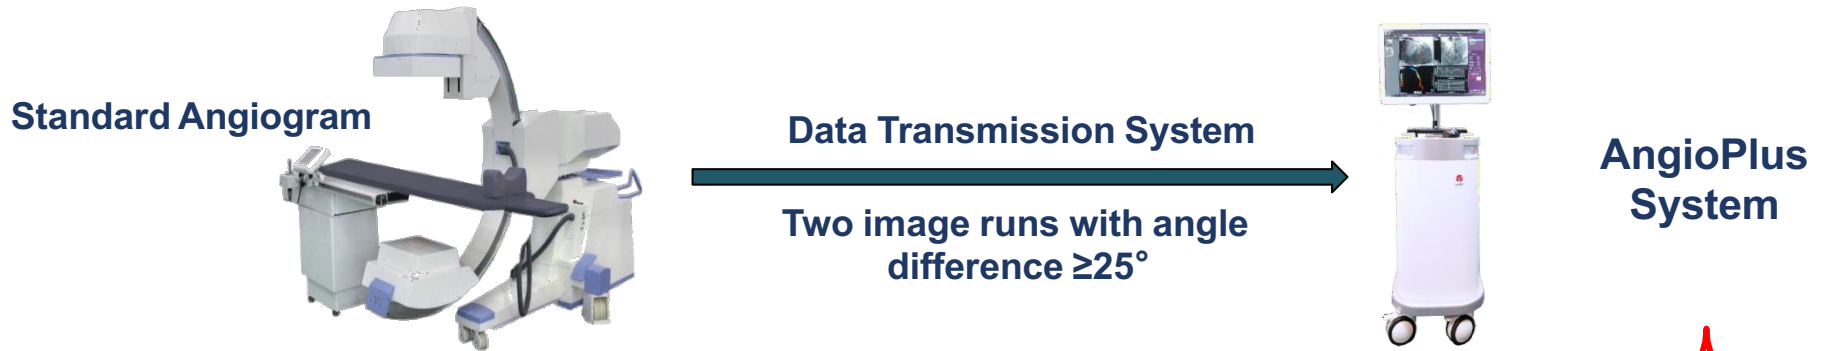 Standard Angiogram
Data Transmission System
Two image runs with angle
difference ≥25°
AngioPlus
System